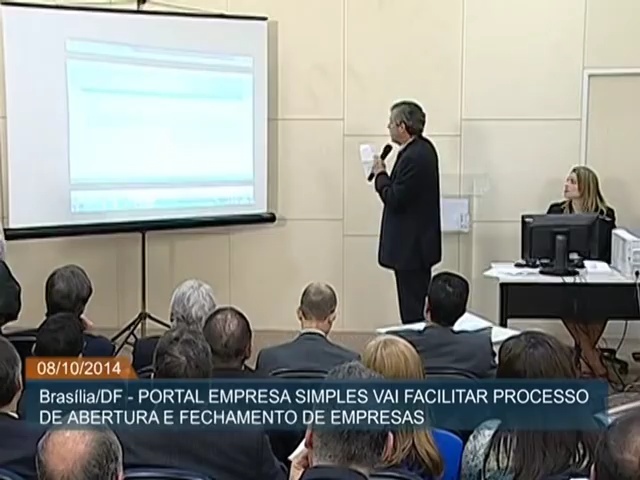 08/10/2014
Brasília/DF - PORTAL EMPRESA SIMPLES VAI FACILITAR PROCESSO
DE ABERTURA E FECHAMENTO DE EMPRESAS